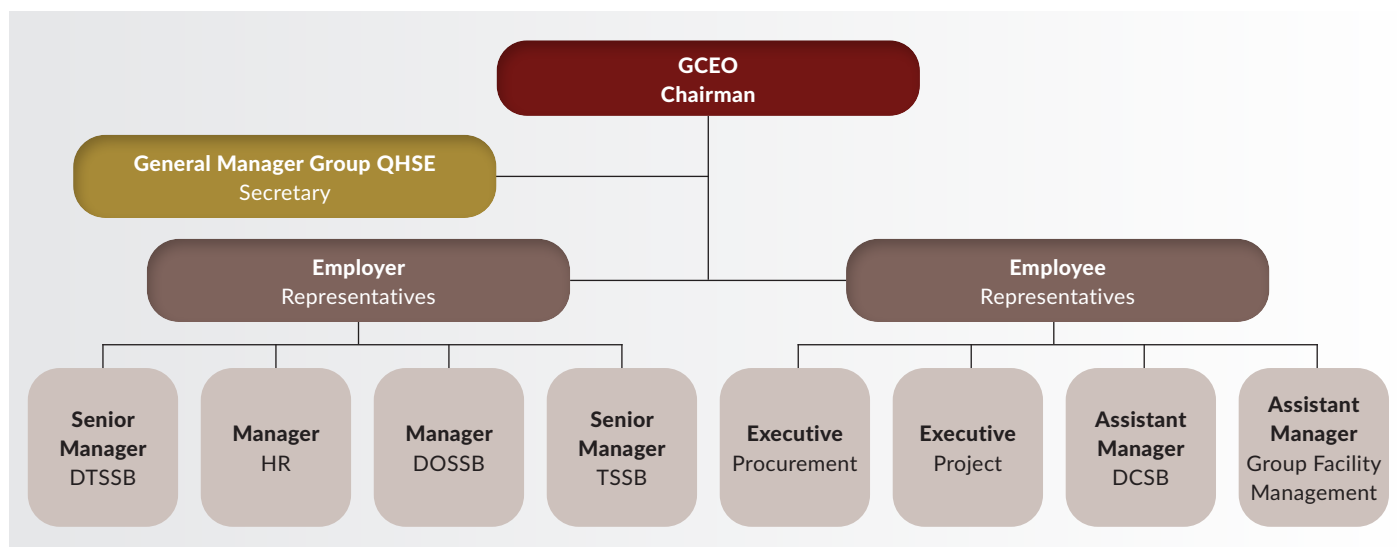 GCEO
Chairman
General Manager Group QHSE
Secretary
Employer
Representatives
Employee
Representatives
Senior
Manager
DTSSB
Manager
HR
Manager
DOSSB
Senior
Manager
TSSB
Executive
Procurement
Executive
Project
Assistant
Manager
DCSB
Assistant
Manager
Group Facility
Management